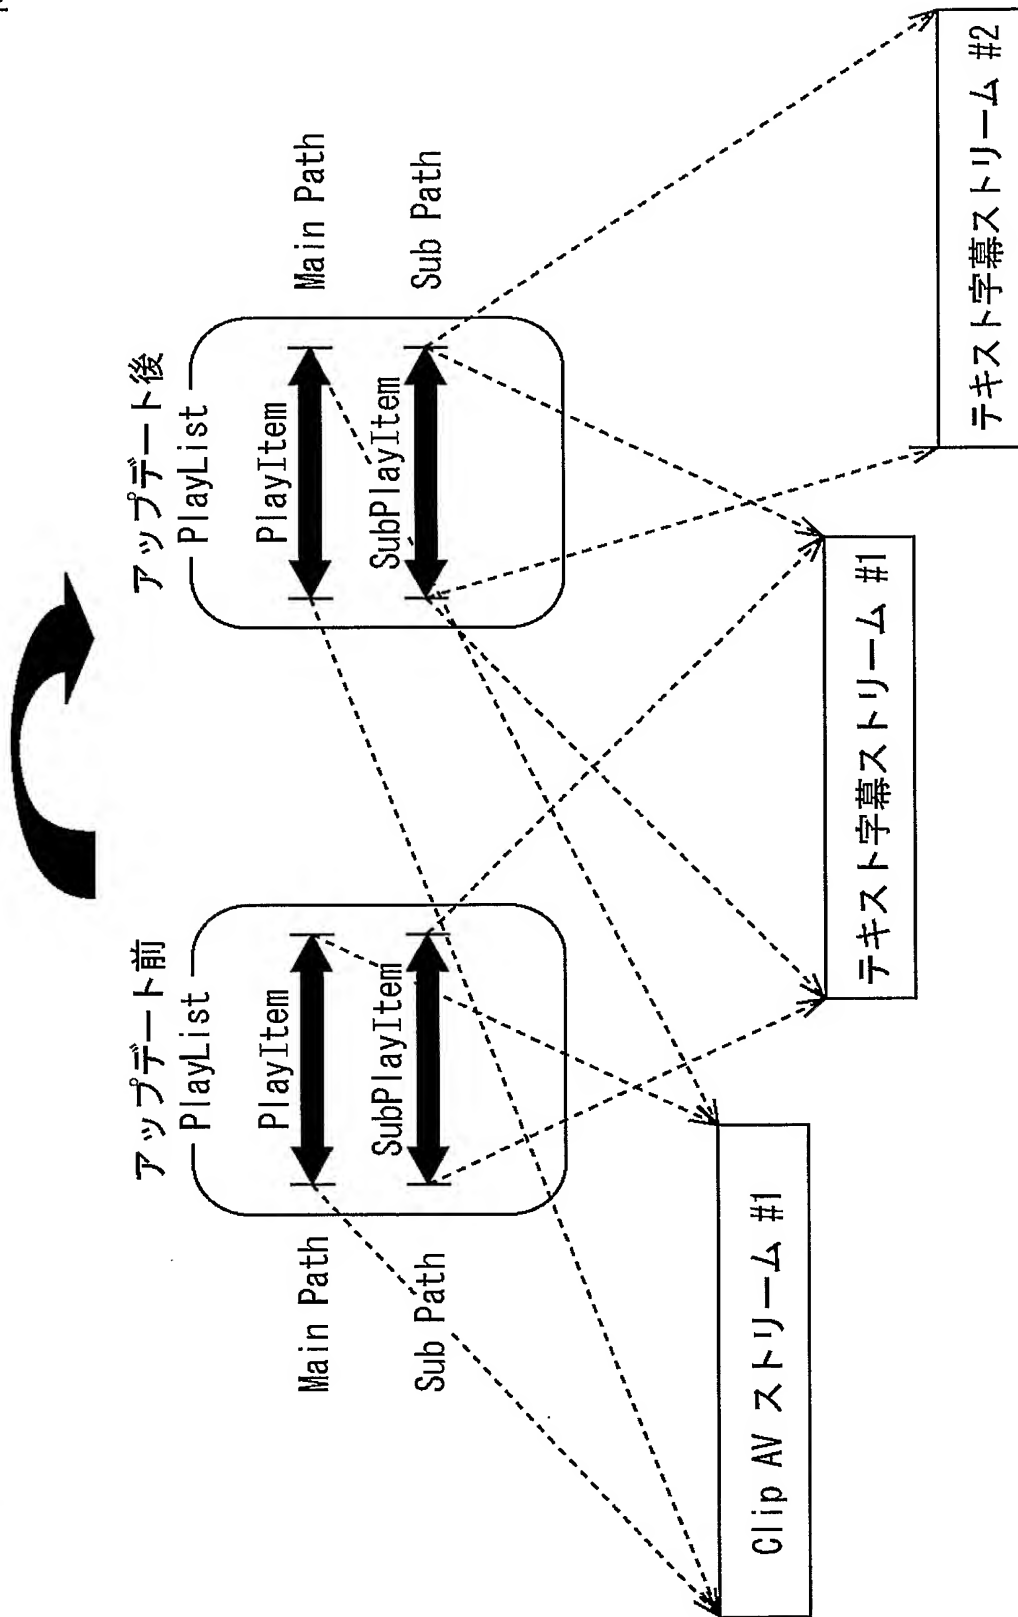 アップデート前
PlayList
PlayItem
SubPlayItem
Main Path
Sub Path
アップデート後
PlayList
PlayItem
SubPlayItem
Main Path
Sub Path
Clip AV ストリーム #1
テキスト字幕ストリーム #1
テキスト字幕ストリーム #2